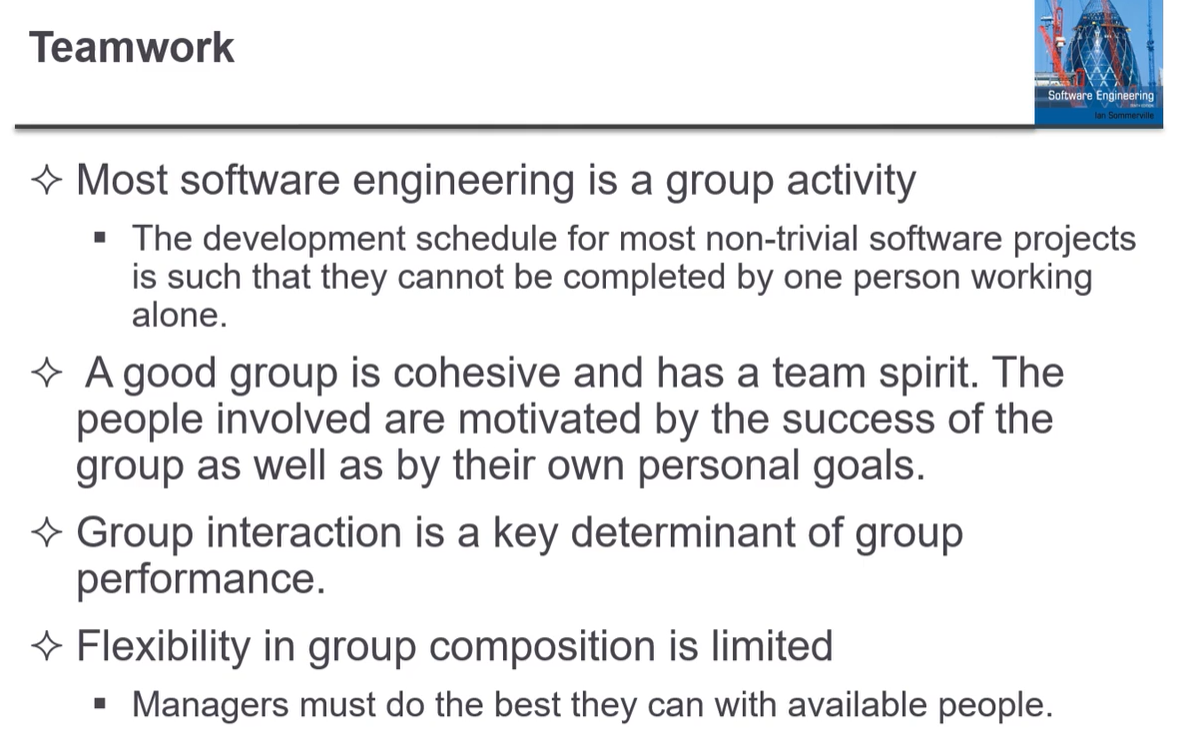 Teamwork
Software Engineering
Ian Sommerville
✧ Most software engineering is a group activity
▪ The development schedule for most non-trivial software projects
is such that they cannot be completed by one person working
alone.
✧ A good group is cohesive and has a team spirit. The
people involved are motivated by the success of the
group as well as by their own personal goals.
✧ Group interaction is a key determinant of group
performance.
✧ Flexibility in group composition is limited
▪ Managers must do the best they can with available people.